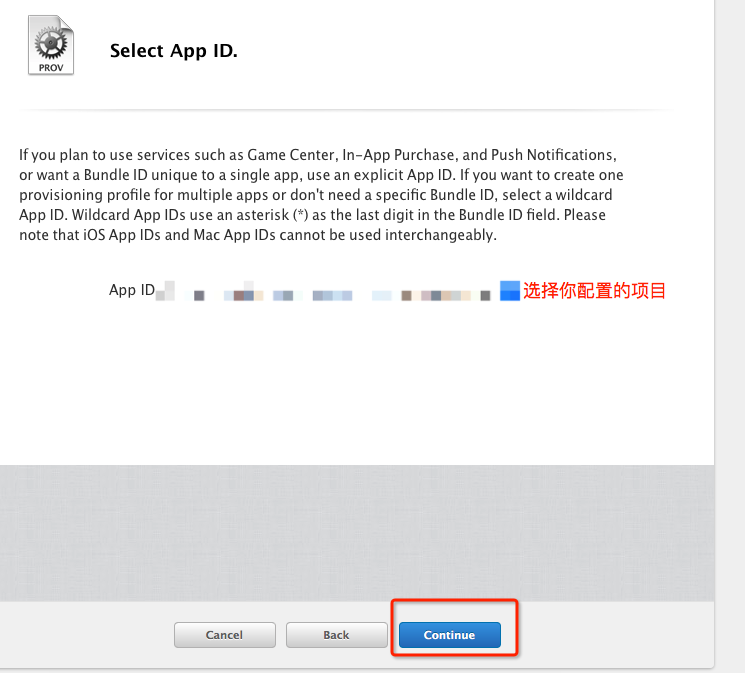 PROV
Select App ID.
If you plan to use services such as Game Center, In-App Purchase, and Push Notifications,
or want a Bundle ID unique to a single app, use an explicit App ID. If you want to create one
provisioning profile for multiple apps or don't need a specific Bundle ID, select a wildcard
App ID. Wildcard App IDs use an asterisk (*) as the last digit in the Bundle ID field. Please
note that iOS App IDs and Mac App IDs cannot be used interchangeably.
App ID 选择你配置的项目
Cancel Back Continue